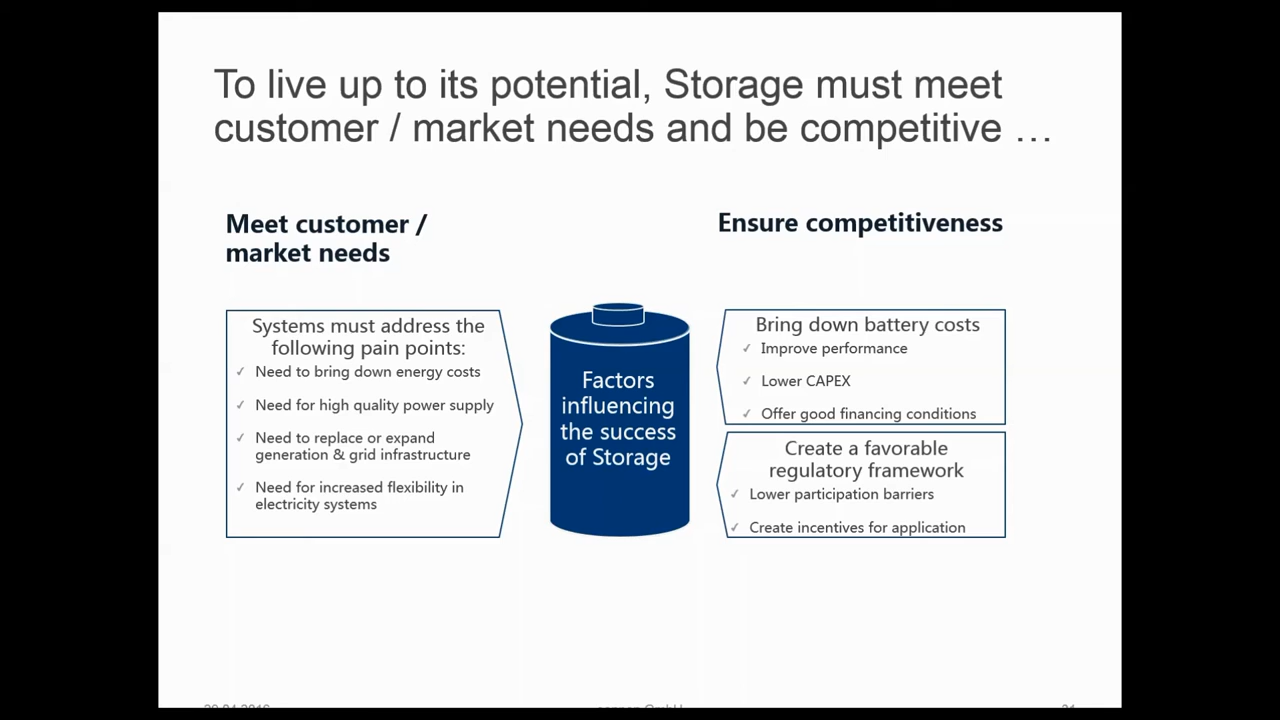 To live up to its potential, Storage must meet
customer / market needs and be competitive …
Meet customer /
market needs
Systems must address the
following pain points:
✓ Need to bring down energy costs
✓ Need for high quality power supply
✓ Need to replace or expand
generation & grid infrastructure
✓ Need for increased flexibility in
electricity systems
Factors
influencing
the success
of Storage
Ensure competitiveness
Bring down battery costs
✓ Improve performance
✓ Lower CAPEX
✓ Offer good financing conditions
Create a favorable
regulatory framework
✓ Lower participation barriers
✓ Create incentives for application